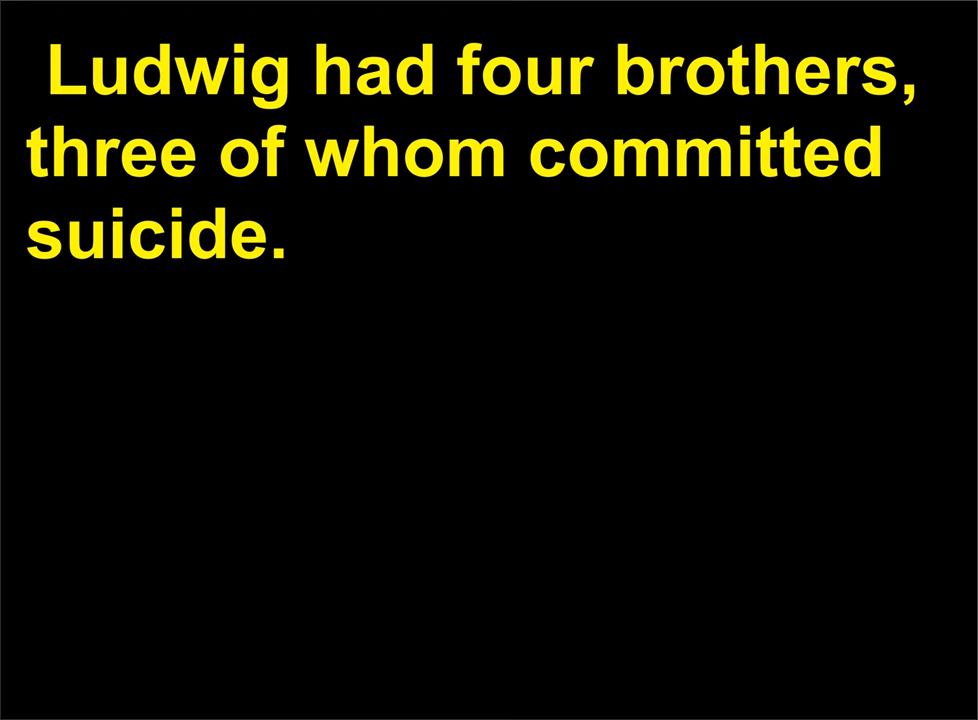 Ludwig had four brothers,
three of whom committed
suicide.